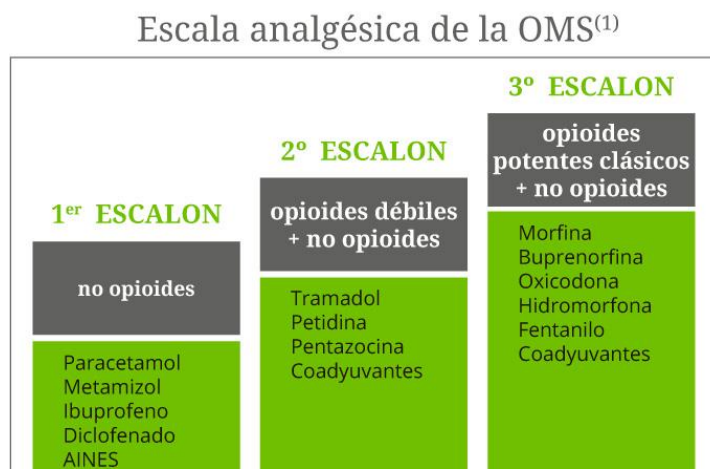 Escala analgésica de la OMS(1)
1er ESCALON
no opioides
Paracetamol
Metamizol
Ibuprofeno
Diclofenado
AINES
2º ESCALON
opioides débiles
+ no opioides
Tramadol
Petidina
Pentazocina
Coadyuvantes
3º ESCALON
opioides
potentes clásicos
+ no opioides
Morfina
Buprenorfina
Oxicodona
Hidromorfona
Fentanilo
Coadyuvantes